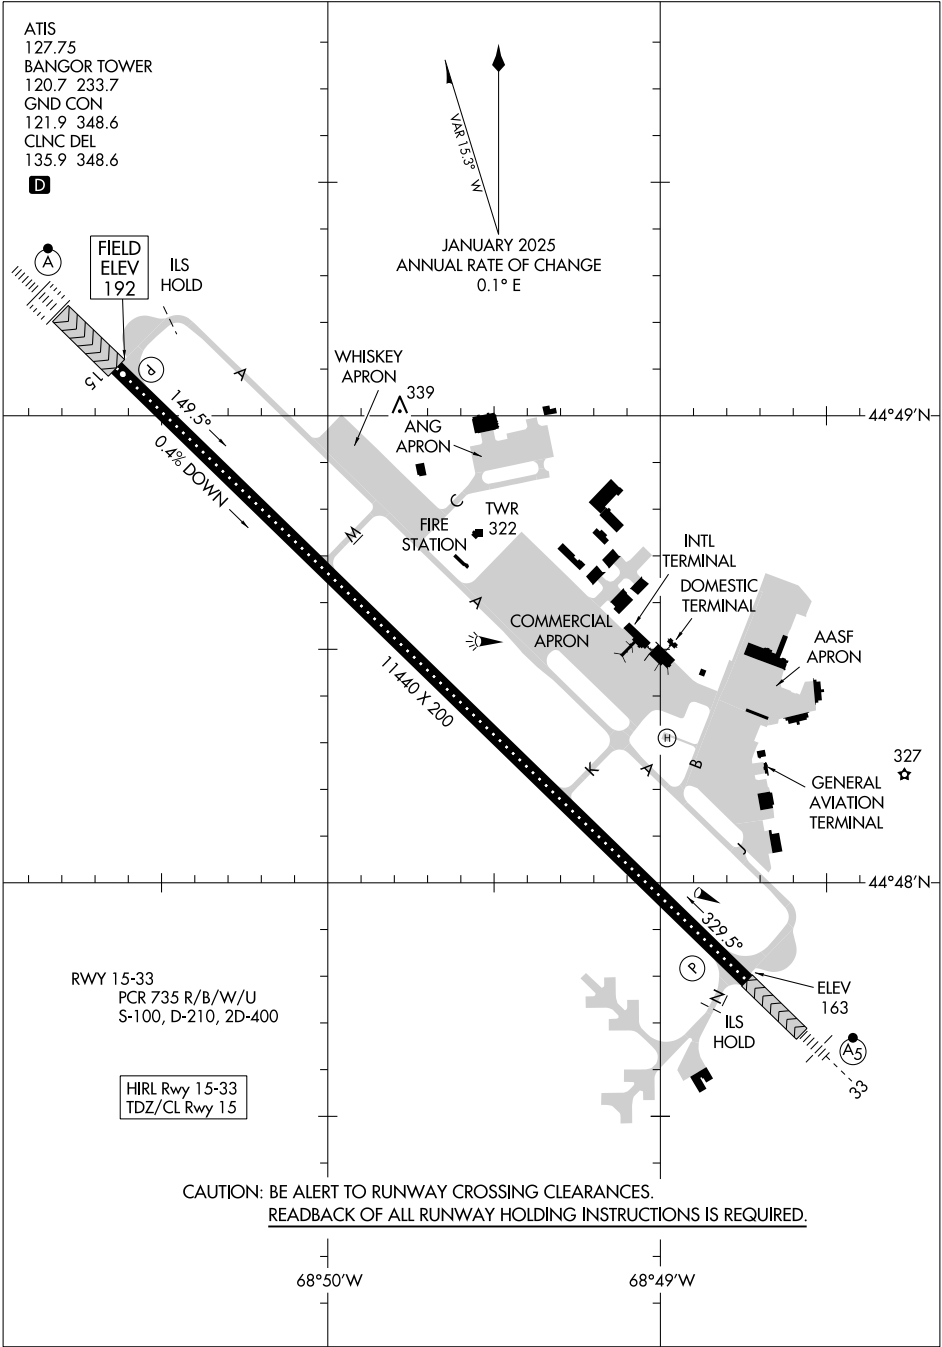 ATIS
127.75
BANGOR TOWER
120.7 233.7
GND CON
121.9 348.6
CLNC DEL
135.9 348.6
D
VAR 15.3° W
JANUARY 2025
ANNUAL RATE OF CHANGE
0.1° E
A
FIELD
ELEV
192
ILS
HOLD
P
15
A
WHISKEY
APRON
339
ANG
APRON
44°49'N
149.5°
0.4% DOWN
C
M
FIRE
STATION
TWR
322
INTL
TERMINAL
DOMESTIC
TERMINAL
A
COMMERCIAL
APRON
AASF
APRON
11440 X 200
H
K
A
B
327
GENERAL
AVIATION
TERMINAL
J
44°48'N
329.5°
P
N
ILS
HOLD
ELEV
163
A5
33
RWY 15-33
PCR 735 R/B/W/U
S-100, D-210, 2D-400
HIRL Rwy 15-33
TDZ/CL Rwy 15
CAUTION: BE ALERT TO RUNWAY CROSSING CLEARANCES.
READBACK OF ALL RUNWAY HOLDING INSTRUCTIONS IS REQUIRED.
68°50'W
68°49'W